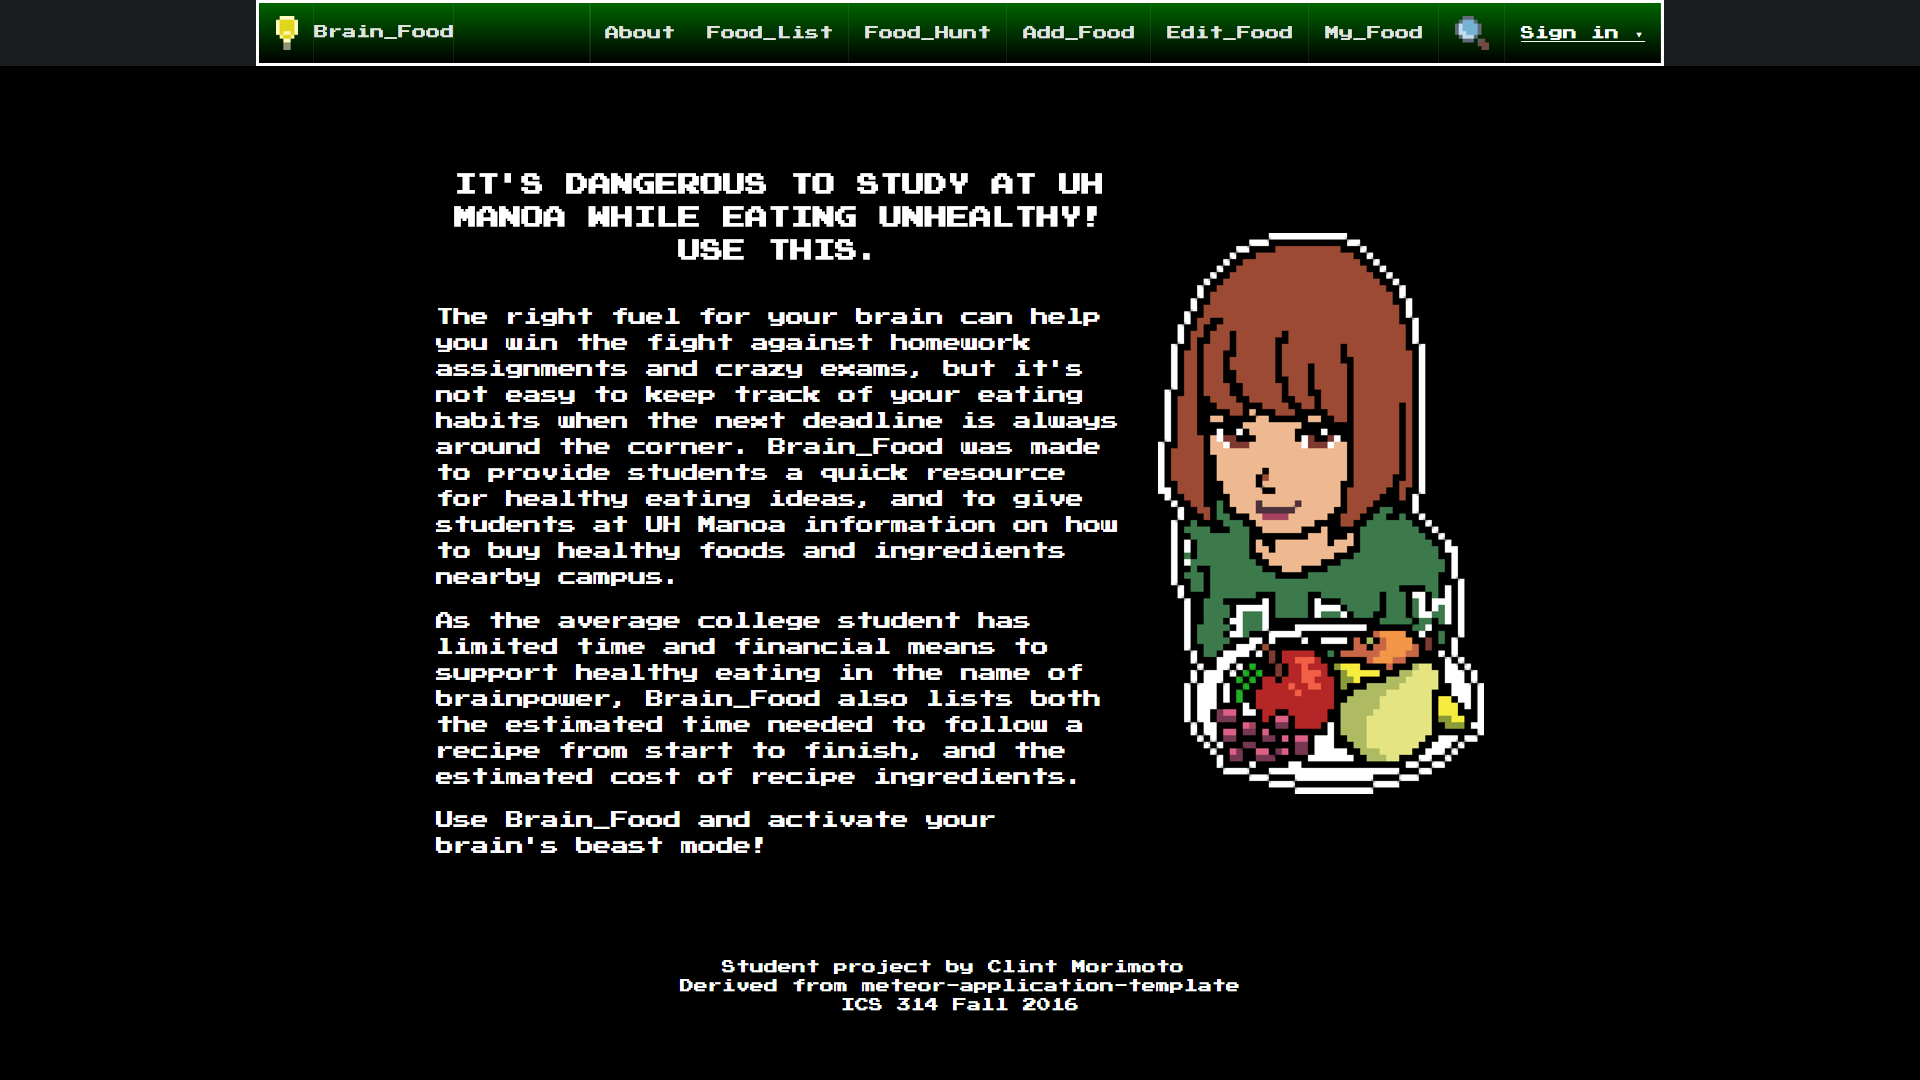 Brain_Food About Food_List Food_Hunt Add_Food Edit_Food My_Food Sign in ▾
IT'S DANGEROUS TO STUDY AT UH
MANOA WHILE EATING UNHEALTHY!
USE THIS.
The right fuel for your brain can help
you win the fight against homework
assignments and crazy exams, but it's
not easy to keep track of your eating
habits when the next deadline is always
around the corner. Brain_Food was made
to provide students a quick resource
for healthy eating ideas, and to give
students at UH Manoa information on how
to buy healthy foods and ingredients
nearby campus.
As the average college student has
limited time and financial means to
support healthy eating in the name of
brainpower, Brain_Food also lists both
the estimated time needed to follow a
recipe from start to finish, and the
estimated cost of recipe ingredients.
Use Brain_Food and activate your
brain's beast mode!
Student project by Clint Morimoto
Derived from meteor-application-template
ICS 314 Fall 2016